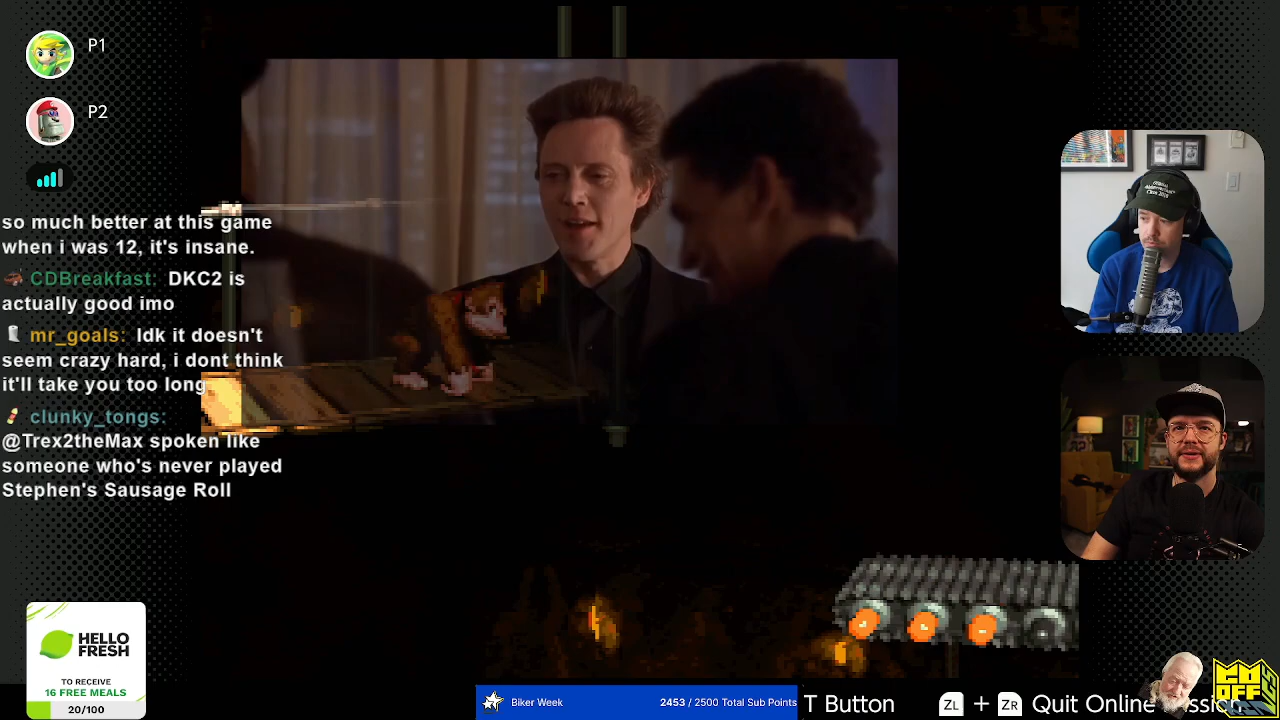 P1
P2
so much better at this game
when i was 12, it's insane.
CDBreakfast: DKC2 is
actually good imo
mr_goals: Idk it doesn't
seem crazy hard, i dont think
it'll take you too long
clunky_tongs:
@Trex2theMax spoken like
someone who's never played
Stephen's Sausage Roll
HELLO
FRESH
TO RECEIVE
16 FREE MEALS
20/100
Biker Week
2453 / 2500 Total Sub Points
T Button
ZL + ZR Quit Online
GO
OFF